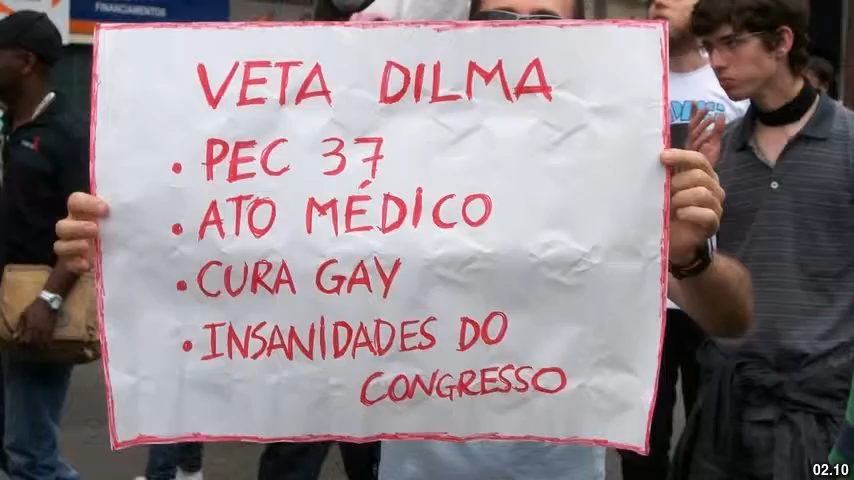 FINANCIAMENTOS
VETA DILMA
• PEC 37
• ATO MÉDICO
• CURA GAY
• INSANIDADES DO
CONGRESSO
02.10